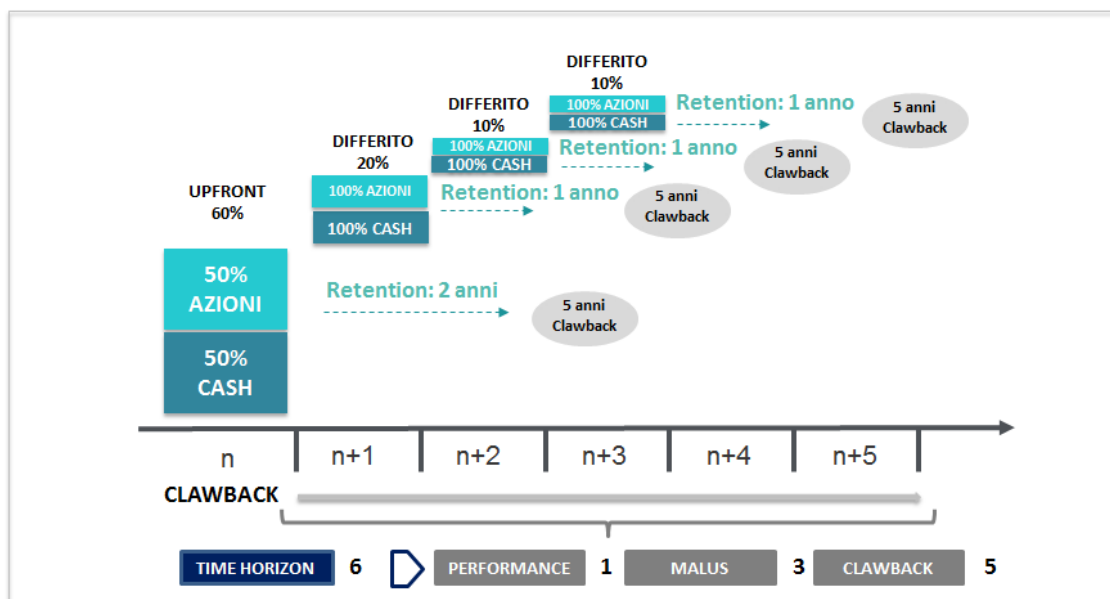 DIFFERITO
10%
100% AZIONI
100% CASH
Retention: 1 anno
5 anni
Clawback
DIFFERITO
10%
100% AZIONI
100% CASH
Retention: 1 anno
5 anni
Clawback
DIFFERITO
20%
100% AZIONI
100% CASH
Retention: 1 anno
5 anni
Clawback
UPFRONT
60%
50%
AZIONI
50%
CASH
Retention: 2 anni
5 anni
Clawback
n
n+1
n+2
n+3
n+4
n+5
CLAWBACK
TIME HORIZON 6
PERFORMANCE 1
MALUS 3
CLAWBACK 5